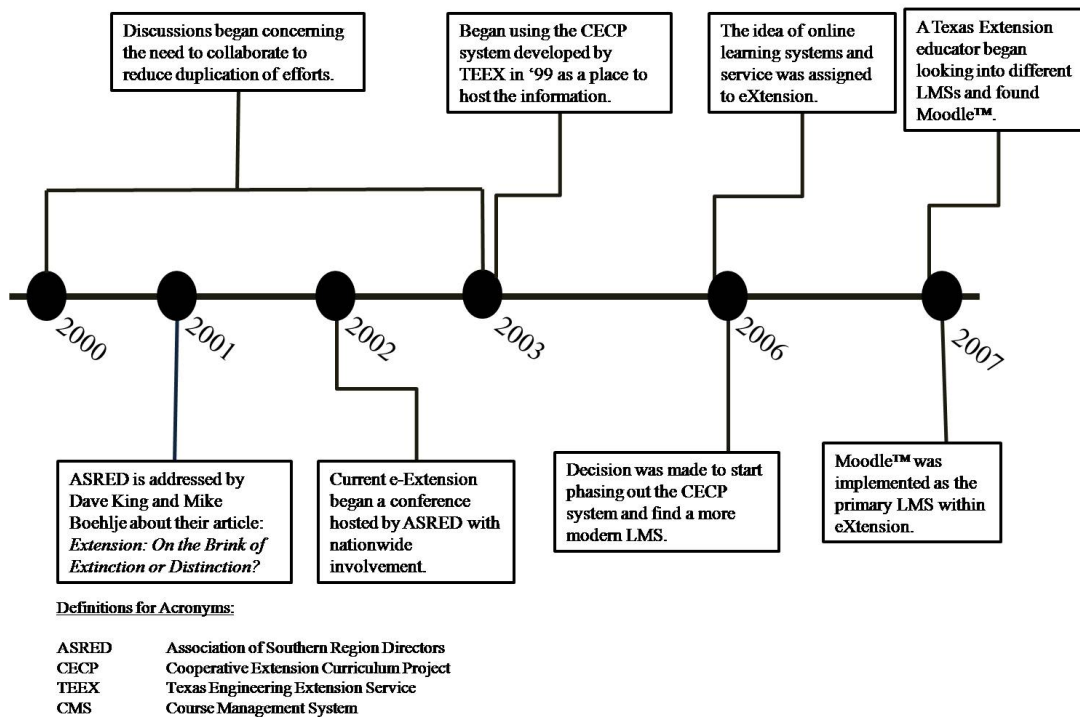 Discussions began concerning
the need to collaborate to
reduce duplication of efforts.
Began using the CECP
system developed by
TEEX in ‘99 as a place to
host the information.
The idea of online
learning systems and
service was assigned
to eXtension.
A Texas Extension
educator began
looking into different
LMSs and found
Moodle™.
2000
2001
2002
2003
2006
2007
ASRED is addressed by
Dave King and Mike
Boehlje about their article:
Extension: On the Brink of
Extinction or Distinction?
Current e-Extension
began a conference
hosted by ASRED with
nationwide
involvement.
Decision was made to start
phasing out the CECP
system and find a more
modern LMS.
Moodle™ was
implemented as the
primary LMS within
eXtension.
Definitions for Acronyms:
ASRED Association of Southern Region Directors
CECP Cooperative Extension Curriculum Project
TEEX Texas Engineering Extension Service
CMS Course Management System